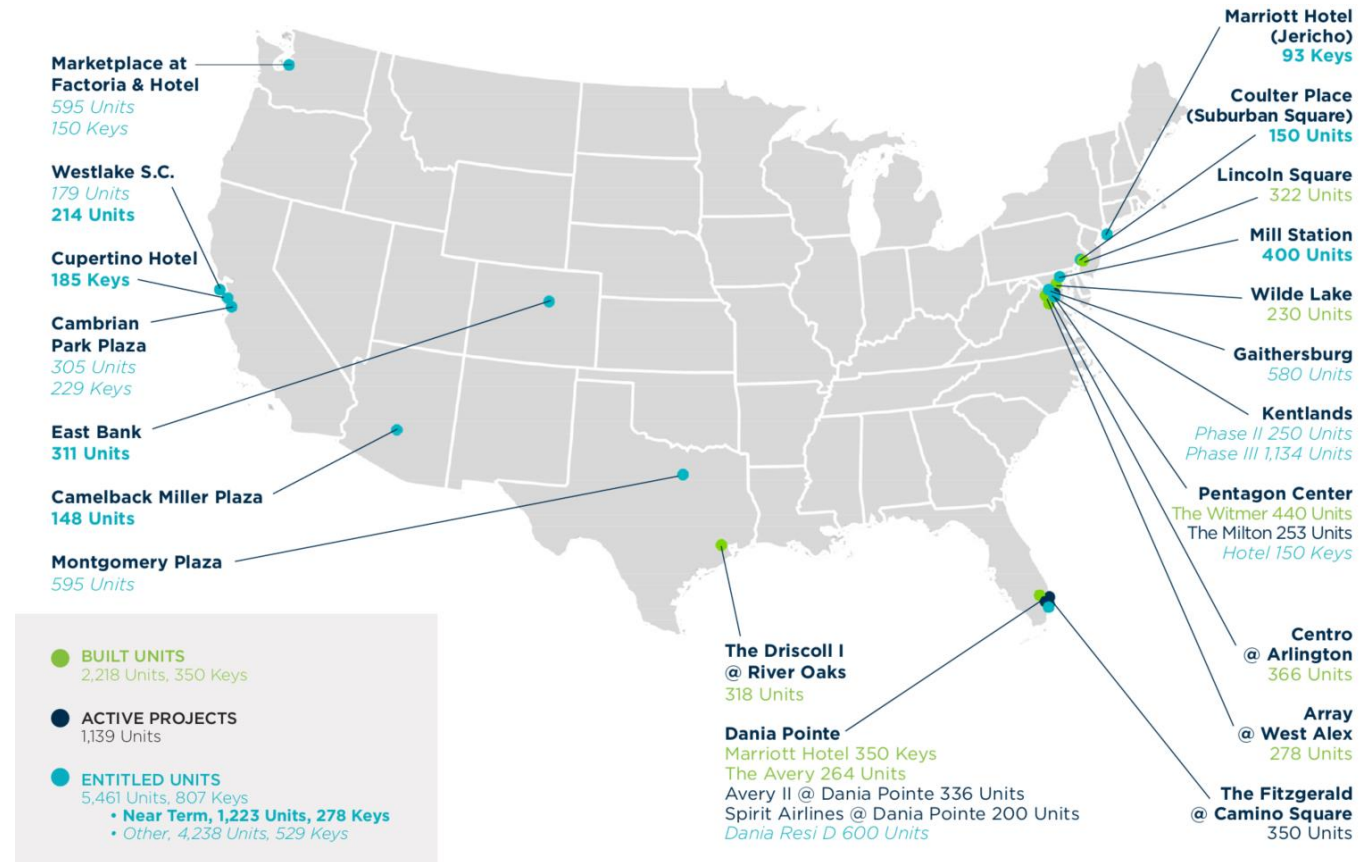 Marketplace at
Factoria & Hotel
595 Units
150 Keys
Westlake S.C.
179 Units
214 Units
Cupertino Hotel
185 Keys
Cambrian
Park Plaza
305 Units
229 Keys
East Bank
311 Units
Camelback Miller Plaza
148 Units
Montgomery Plaza
595 Units
BUILT UNITS
2,218 Units, 350 Keys
ACTIVE PROJECTS
1,139 Units
ENTITLED UNITS
5,461 Units, 807 Keys
• Near Term, 1,223 Units, 278 Keys
• Other, 4,238 Units, 529 Keys
The Driscoll I
@ River Oaks
318 Units
Dania Pointe
Marriott Hotel 350 Keys
The Avery 264 Units
Avery II @ Dania Pointe 336 Units
Spirit Airlines @ Dania Pointe 200 Units
Dania Resi D 600 Units
Marriott Hotel
(Jericho)
93 Keys
Coulter Place
(Suburban Square)
150 Units
Lincoln Square
322 Units
Mill Station
400 Units
Wilde Lake
230 Units
Gaithersburg
580 Units
Kentlands
Phase II 250 Units
Phase III 1,134 Units
Pentagon Center
The Witmer 440 Units
The Milton 253 Units
Hotel 150 Keys
Centro
@ Arlington
366 Units
Array
@ West Alex
278 Units
The Fitzgerald
@ Camino Square
350 Units